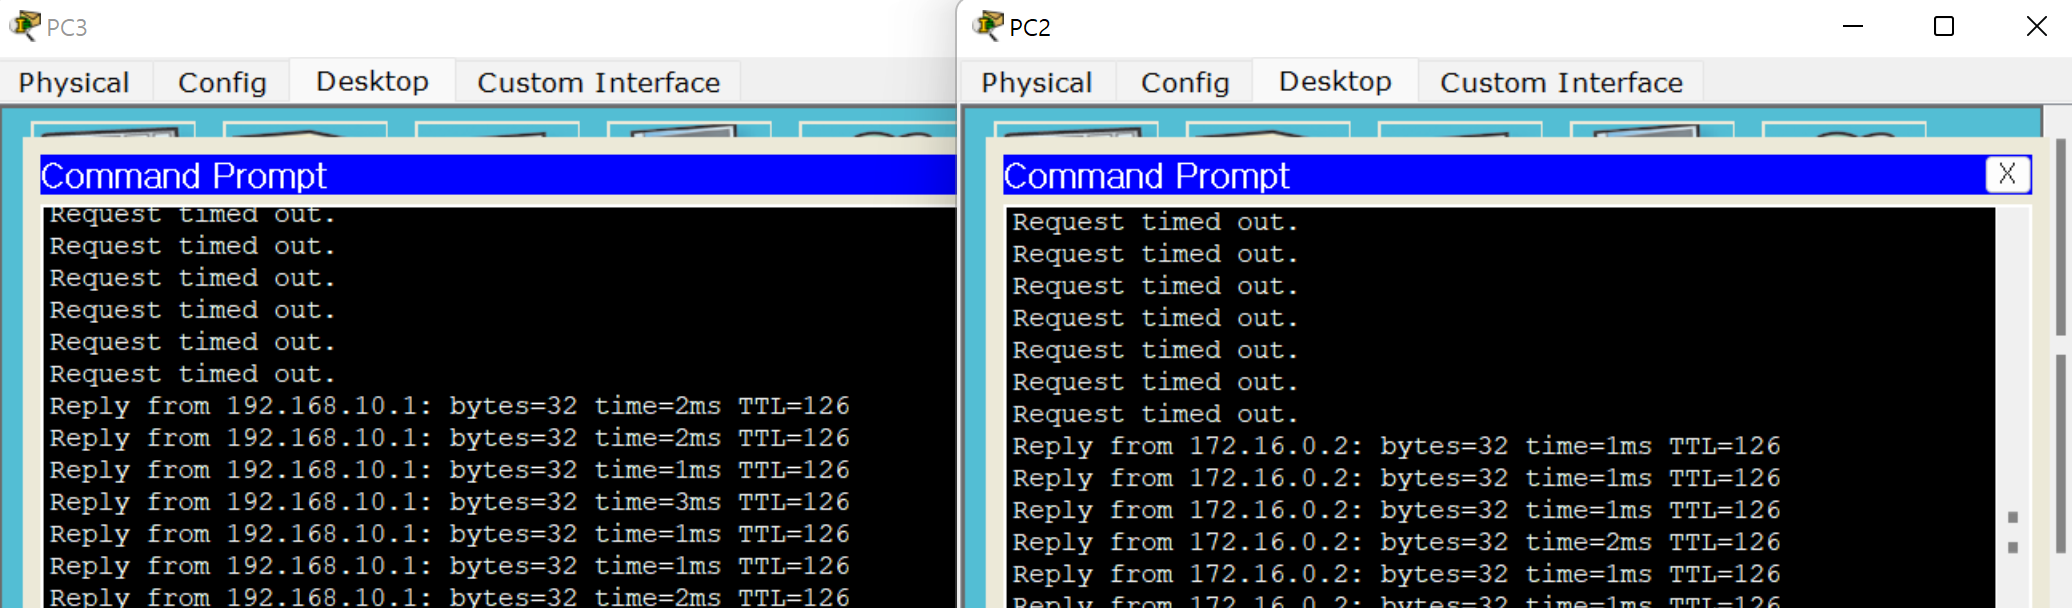 PC3
Physical Config Desktop Custom Interface
Command Prompt
Request timed out.
Request timed out.
Request timed out.
Request timed out.
Request timed out.
Request timed out.
Reply from 192.168.10.1: bytes=32 time=2ms TTL=126
Reply from 192.168.10.1: bytes=32 time=2ms TTL=126
Reply from 192.168.10.1: bytes=32 time=1ms TTL=126
Reply from 192.168.10.1: bytes=32 time=3ms TTL=126
Reply from 192.168.10.1: bytes=32 time=1ms TTL=126
Reply from 192.168.10.1: bytes=32 time=1ms TTL=126
Reply from 192.168.10.1: bytes=32 time=2ms TTL=126
PC2
Physical Config Desktop Custom Interface
Command Prompt X
Request timed out.
Request timed out.
Request timed out.
Request timed out.
Request timed out.
Request timed out.
Request timed out.
Reply from 172.16.0.2: bytes=32 time=1ms TTL=126
Reply from 172.16.0.2: bytes=32 time=1ms TTL=126
Reply from 172.16.0.2: bytes=32 time=1ms TTL=126
Reply from 172.16.0.2: bytes=32 time=2ms TTL=126
Reply from 172.16.0.2: bytes=32 time=1ms TTL=126
Reply from 172.16.0.2: bytes=32 time=1ms TTL=126